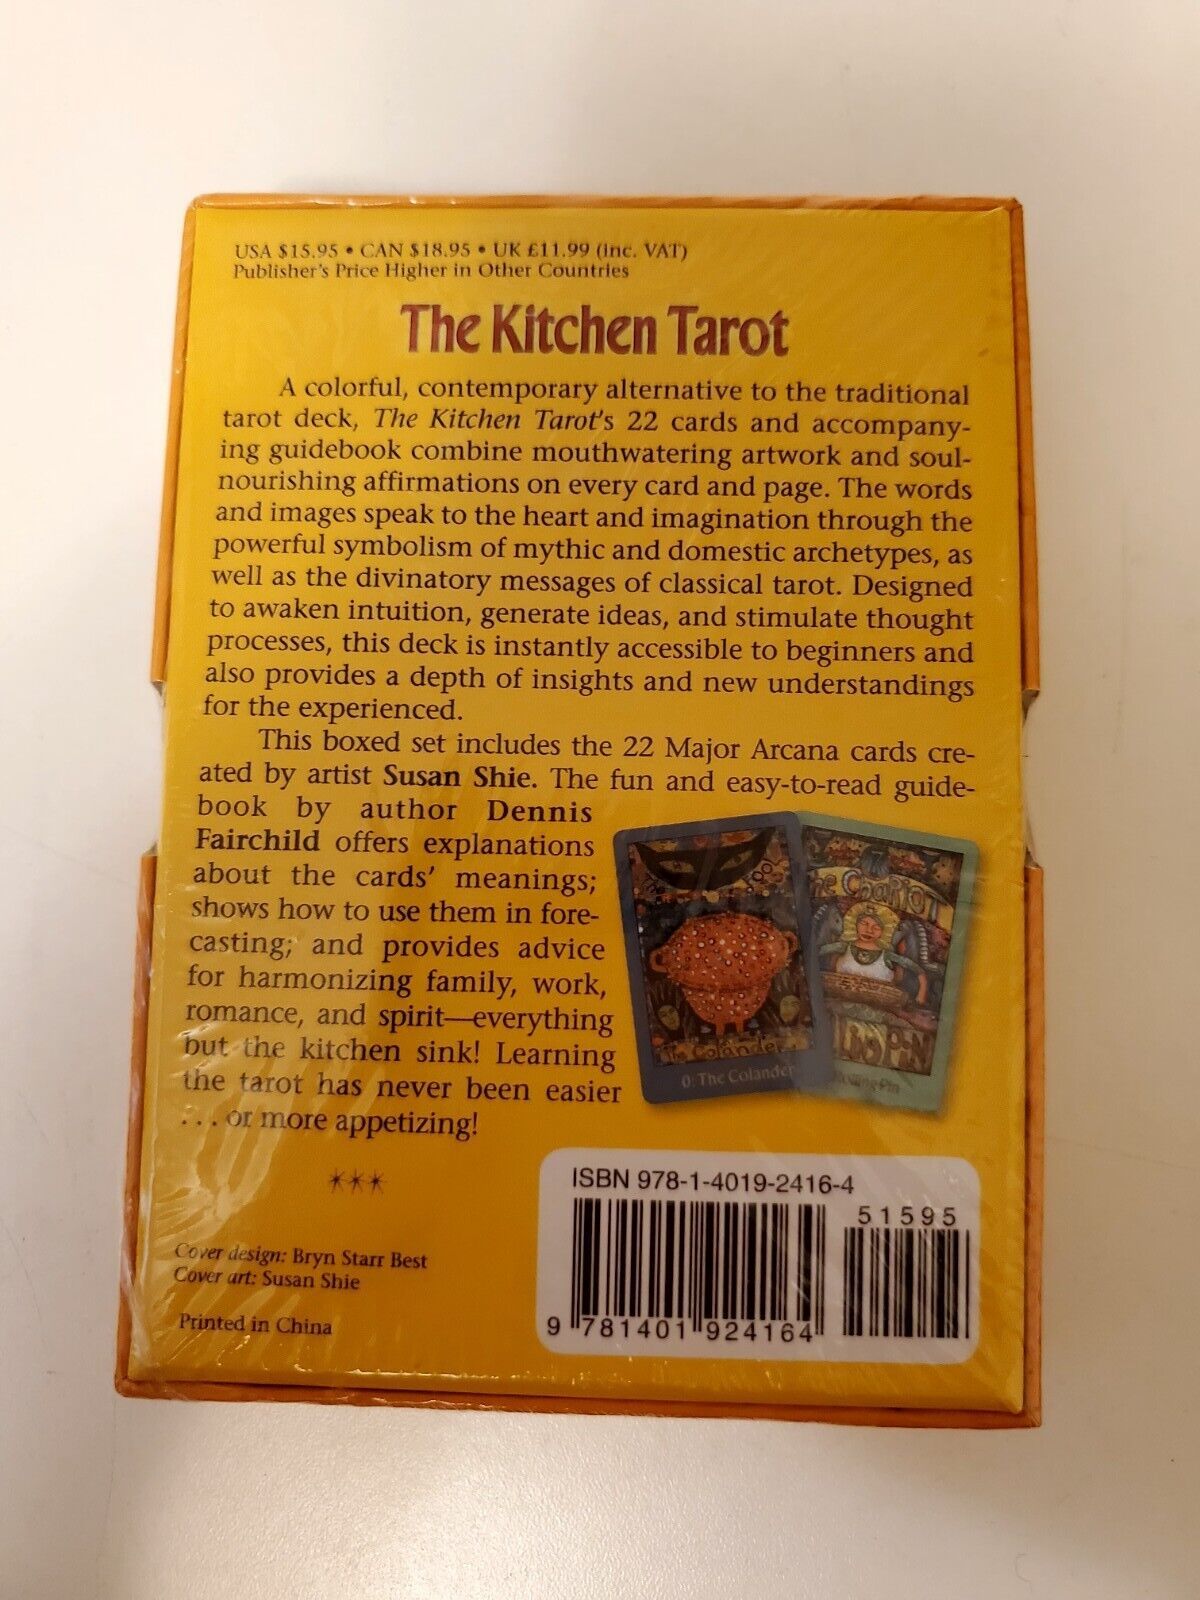 USA $15.95 • CAN $18.95 • UK £11.99 (inc. VAT)
Publisher's Price Higher in Other Countries
The Kitchen Tarot
A colorful, contemporary alternative to the traditional
tarot deck, The Kitchen Tarot's 22 cards and accompany-
ing guidebook combine mouthwatering artwork and soul-
nourishing affirmations on every card and page. The words
and images speak to the heart and imagination through the
powerful symbolism of mythic and domestic archetypes, as
well as the divinatory messages of classical tarot. Designed
to awaken intuition, generate ideas, and stimulate thought
processes, this deck is instantly accessible to beginners and
also provides a depth of insights and new understandings
for the experienced.
This boxed set includes the 22 Major Arcana cards cre-
ated by artist Susan Shie. The fun and easy-to-read guide-
book by author Dennis
Fairchild offers explanations
about the cards' meanings;
shows how to use them in fore-
casting; and provides advice
for harmonizing family, work,
romance, and spirit—everything
but the kitchen sink! Learning
the tarot has never been easier
. . . or more appetizing!
The Colander
0: The Colander
7
The Chariot
Rolling Pin
***
Cover design: Bryn Starr Best
Cover art: Susan Shie
Printed in China
ISBN 978-1-4019-2416-4
51595
9 781401 924164